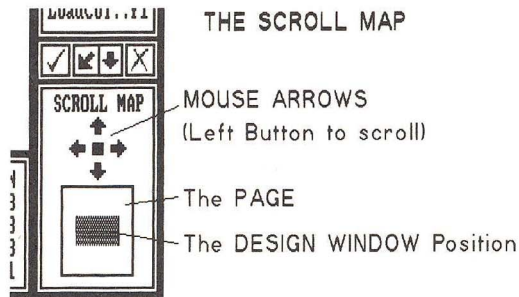 THE SCROLL MAP
SCROLL MAP
MOUSE ARROWS
(Left Button to scroll)
The PAGE
The DESIGN WINDOW Position